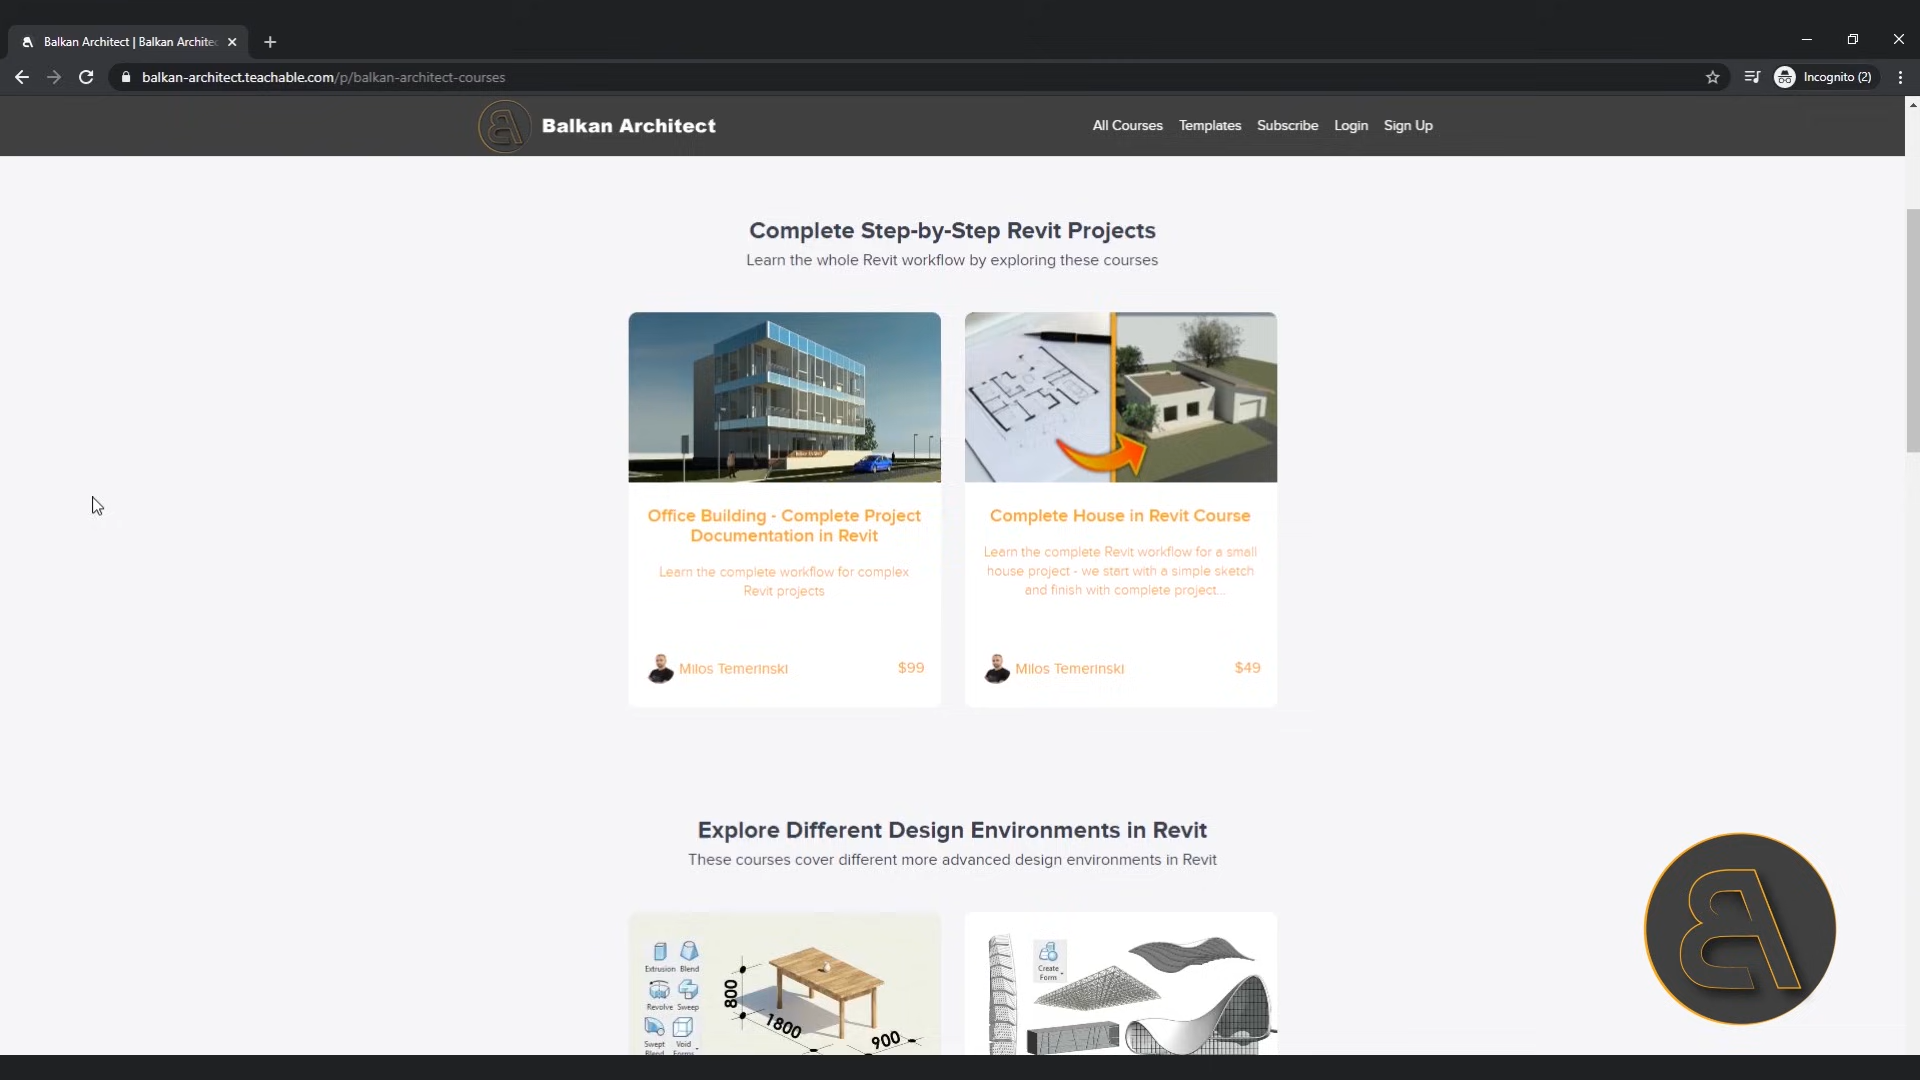 Balkan Architect | Balkan Architec
balkan-architect.teachable.com/p/balkan-architect-courses
Incognito (2)
Balkan Architect
All Courses
Templates
Subscribe
Login
Sign Up
Complete Step-by-Step Revit Projects
Learn the whole Revit workflow by exploring these courses
Office Building - Complete Project
Documentation in Revit
Learn the complete workflow for complex
Revit projects
Milos Temerinski
$99
Complete House in Revit Course
Learn the complete Revit workflow for a small
house project - we start with a simple sketch
and finish with complete project...
Milos Temerinski
$49
Explore Different Design Environments in Revit
These courses cover different more advanced design environments in Revit
Extrusion Blend
Revolve Sweep
Swept Void
Blend Forms
800
1800
900
Create
Form